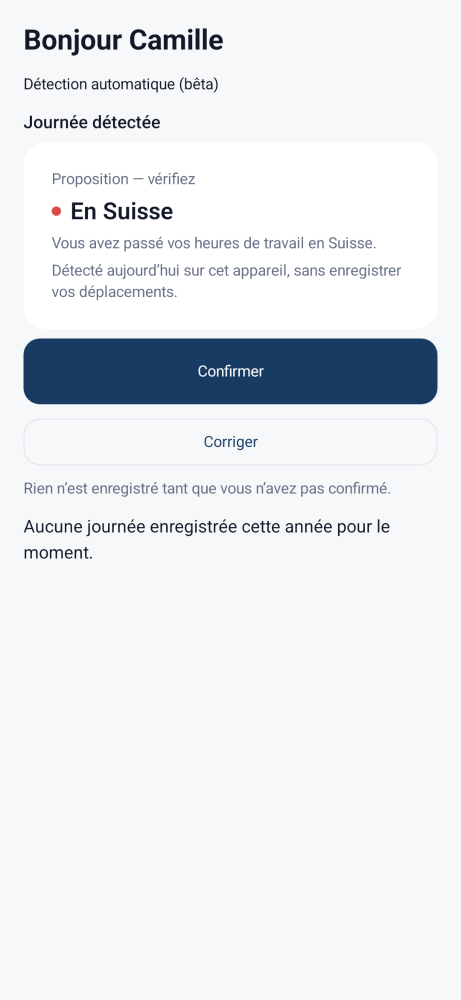 Bonjour Camille
Détection automatique (bêta)
Journée détectée
Proposition — vérifiez
En Suisse
Vous avez passé vos heures de travail en Suisse.
Détecté aujourd’hui sur cet appareil, sans enregistrer
vos déplacements.
Confirmer
Corriger
Rien n’est enregistré tant que vous n’avez pas confirmé.
Aucune journée enregistrée cette année pour le
moment.